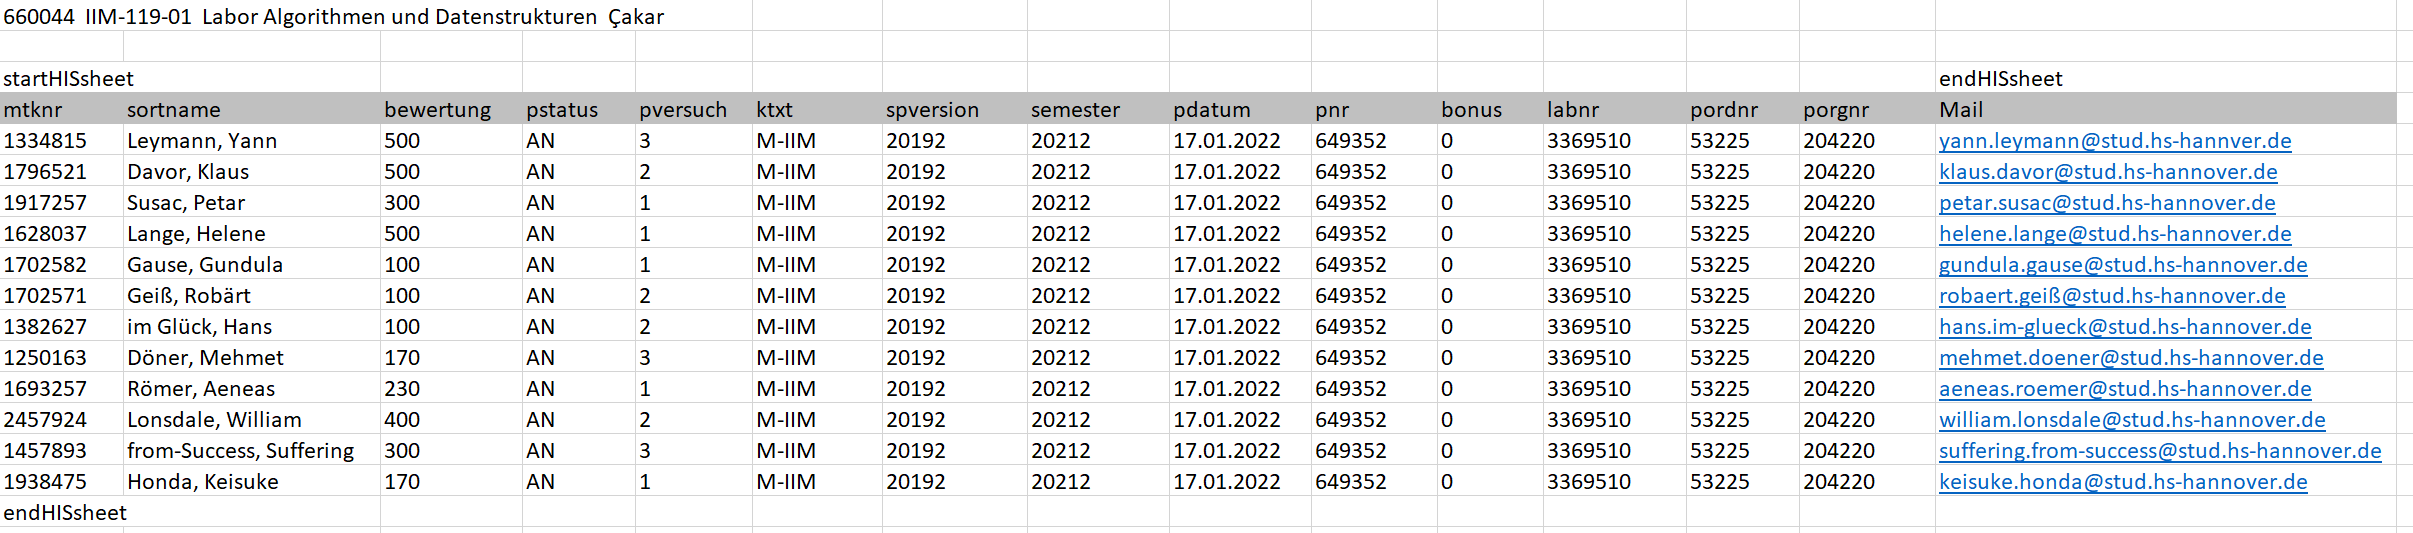 660044 IIM-119-01 Labor Algorithmen und Datenstrukturen Çakar
startHISsheet endHISsheet
mtknr sortname bewertung pstatus pversuch ktxt spversion semester pdatum pnr bonus labnr pordnr porgnr Mail
1334815 Leymann, Yann 500 AN 3 M-IIM 20192 20212 17.01.2022 649352 0 3369510 53225 204220 yann.leymann@stud.hs-hannver.de
1796521 Davor, Klaus 500 AN 2 M-IIM 20192 20212 17.01.2022 649352 0 3369510 53225 204220 klaus.davor@stud.hs-hannover.de
1917257 Susac, Petar 300 AN 1 M-IIM 20192 20212 17.01.2022 649352 0 3369510 53225 204220 petar.susac@stud.hs-hannover.de
1628037 Lange, Helene 500 AN 1 M-IIM 20192 20212 17.01.2022 649352 0 3369510 53225 204220 helene.lange@stud.hs-hannover.de
1702582 Gause, Gundula 100 AN 1 M-IIM 20192 20212 17.01.2022 649352 0 3369510 53225 204220 gundula.gause@stud.hs-hannover.de
1702571 Geiß, Robärt 100 AN 2 M-IIM 20192 20212 17.01.2022 649352 0 3369510 53225 204220 robaert.geiß@stud.hs-hannover.de
1382627 im Glück, Hans 100 AN 2 M-IIM 20192 20212 17.01.2022 649352 0 3369510 53225 204220 hans.im-glueck@stud.hs-hannover.de
1250163 Döner, Mehmet 170 AN 3 M-IIM 20192 20212 17.01.2022 649352 0 3369510 53225 204220 mehmet.doener@stud.hs-hannover.de
1693257 Römer, Aeneas 230 AN 1 M-IIM 20192 20212 17.01.2022 649352 0 3369510 53225 204220 aeneas.roemer@stud.hs-hannover.de
2457924 Lonsdale, William 400 AN 2 M-IIM 20192 20212 17.01.2022 649352 0 3369510 53225 204220 william.lonsdale@stud.hs-hannover.de
1457893 from-Success, Suffering 300 AN 3 M-IIM 20192 20212 17.01.2022 649352 0 3369510 53225 204220 suffering.from-success@stud.hs-hannover.de
1938475 Honda, Keisuke 170 AN 1 M-IIM 20192 20212 17.01.2022 649352 0 3369510 53225 204220 keisuke.honda@stud.hs-hannover.de
endHISsheet